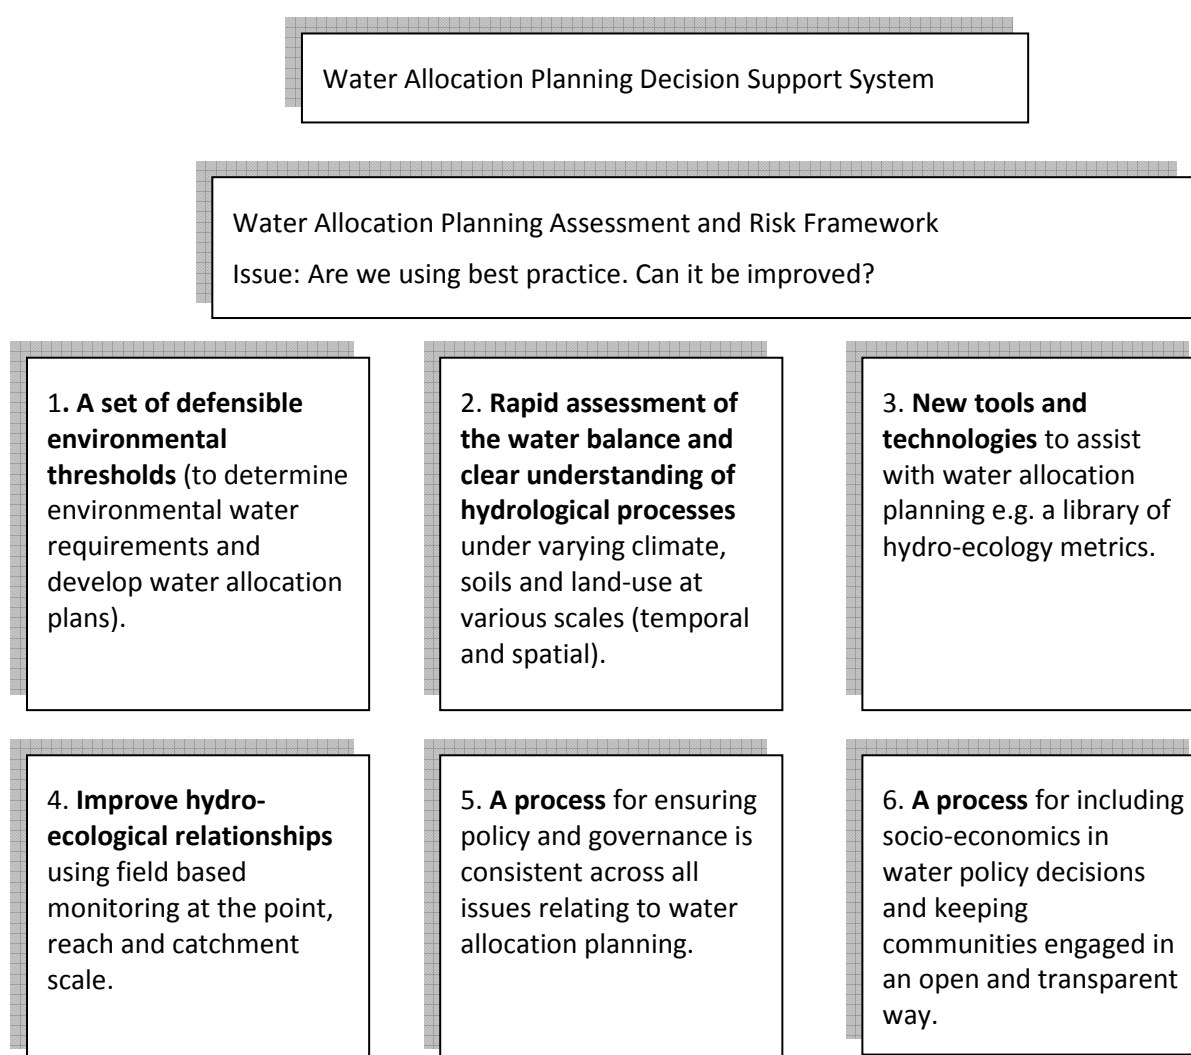 Water Allocation Planning Decision Support System
Water Allocation Planning Assessment and Risk Framework
Issue: Are we using best practice. Can it be improved?
1. A set of defensible
environmental
thresholds (to determine
environmental water
requirements and
develop water allocation
plans).
2. Rapid assessment of
the water balance and
clear understanding of
hydrological processes
under varying climate,
soils and land-use at
various scales (temporal
and spatial).
3. New tools and
technologies to assist
with water allocation
planning e.g. a library of
hydro-ecology metrics.
4. Improve hydro-
ecological relationships
using field based
monitoring at the point,
reach and catchment
scale.
5. A process for ensuring
policy and governance is
consistent across all
issues relating to water
allocation planning.
6. A process for including
socio-economics in
water policy decisions
and keeping
communities engaged in
an open and transparent
way.